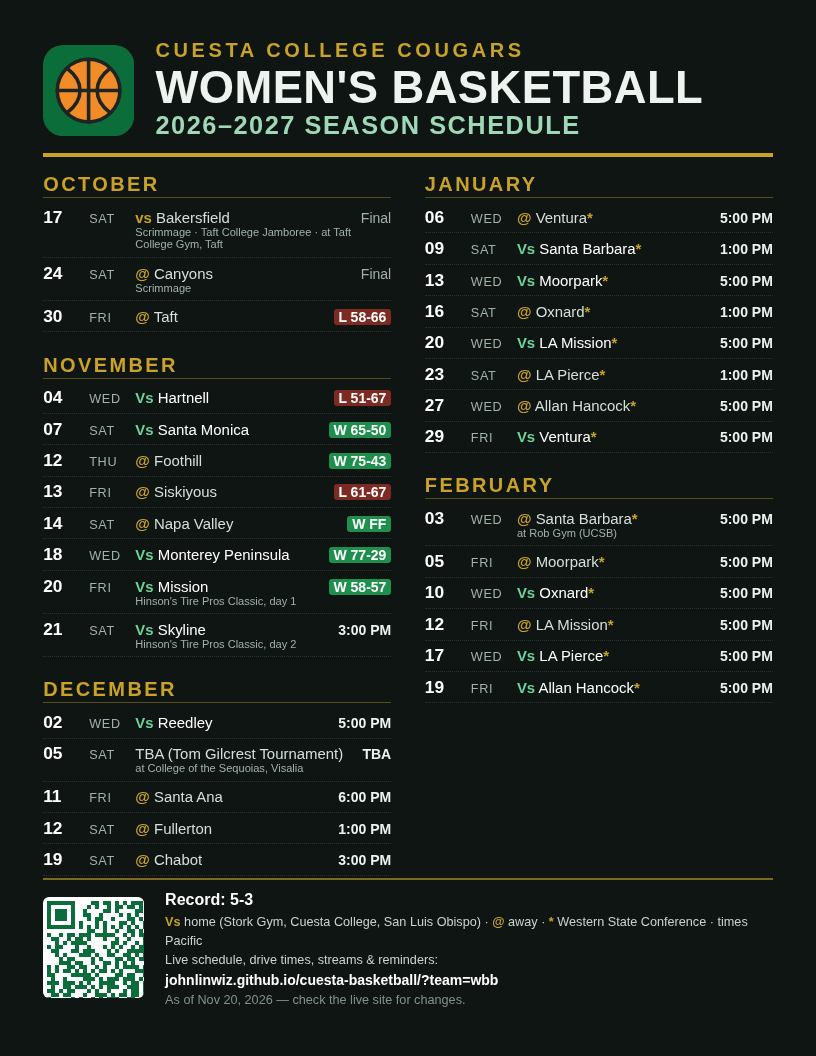 CUESTA COLLEGE COUGARS
WOMEN'S BASKETBALL
2026–2027 SEASON SCHEDULE
OCTOBER
17 SAT vs Bakersfield Final
Scrimmage · Taft College Jamboree · at Taft
College Gym, Taft
24 SAT @ Canyons Final
Scrimmage
30 FRI @ Taft L 58-66
NOVEMBER
04 WED Vs Hartnell L 51-67
07 SAT Vs Santa Monica W 65-50
12 THU @ Foothill W 75-43
13 FRI @ Siskiyous L 61-67
14 SAT @ Napa Valley W FF
18 WED Vs Monterey Peninsula W 77-29
20 FRI Vs Mission W 58-57
Hinson's Tire Pros Classic, day 1
21 SAT Vs Skyline 3:00 PM
Hinson's Tire Pros Classic, day 2
DECEMBER
02 WED Vs Reedley 5:00 PM
05 SAT TBA (Tom Gilcrest Tournament) TBA
at College of the Sequoias, Visalia
11 FRI @ Santa Ana 6:00 PM
12 SAT @ Fullerton 1:00 PM
19 SAT @ Chabot 3:00 PM
JANUARY
06 WED @ Ventura* 5:00 PM
09 SAT Vs Santa Barbara* 1:00 PM
13 WED Vs Moorpark* 5:00 PM
16 SAT @ Oxnard* 1:00 PM
20 WED Vs LA Mission* 5:00 PM
23 SAT @ LA Pierce* 1:00 PM
27 WED @ Allan Hancock* 5:00 PM
29 FRI Vs Ventura* 5:00 PM
FEBRUARY
03 WED @ Santa Barbara* 5:00 PM
at Rob Gym (UCSB)
05 FRI @ Moorpark* 5:00 PM
10 WED Vs Oxnard* 5:00 PM
12 FRI @ LA Mission* 5:00 PM
17 WED Vs LA Pierce* 5:00 PM
19 FRI Vs Allan Hancock* 5:00 PM
Record: 5-3
Vs home (Stork Gym, Cuesta College, San Luis Obispo) · @ away · * Western State Conference · times
Pacific
Live schedule, drive times, streams & reminders:
johnlinwiz.github.io/cuesta-basketball/?team=wbb
As of Nov 20, 2026 — check the live site for changes.